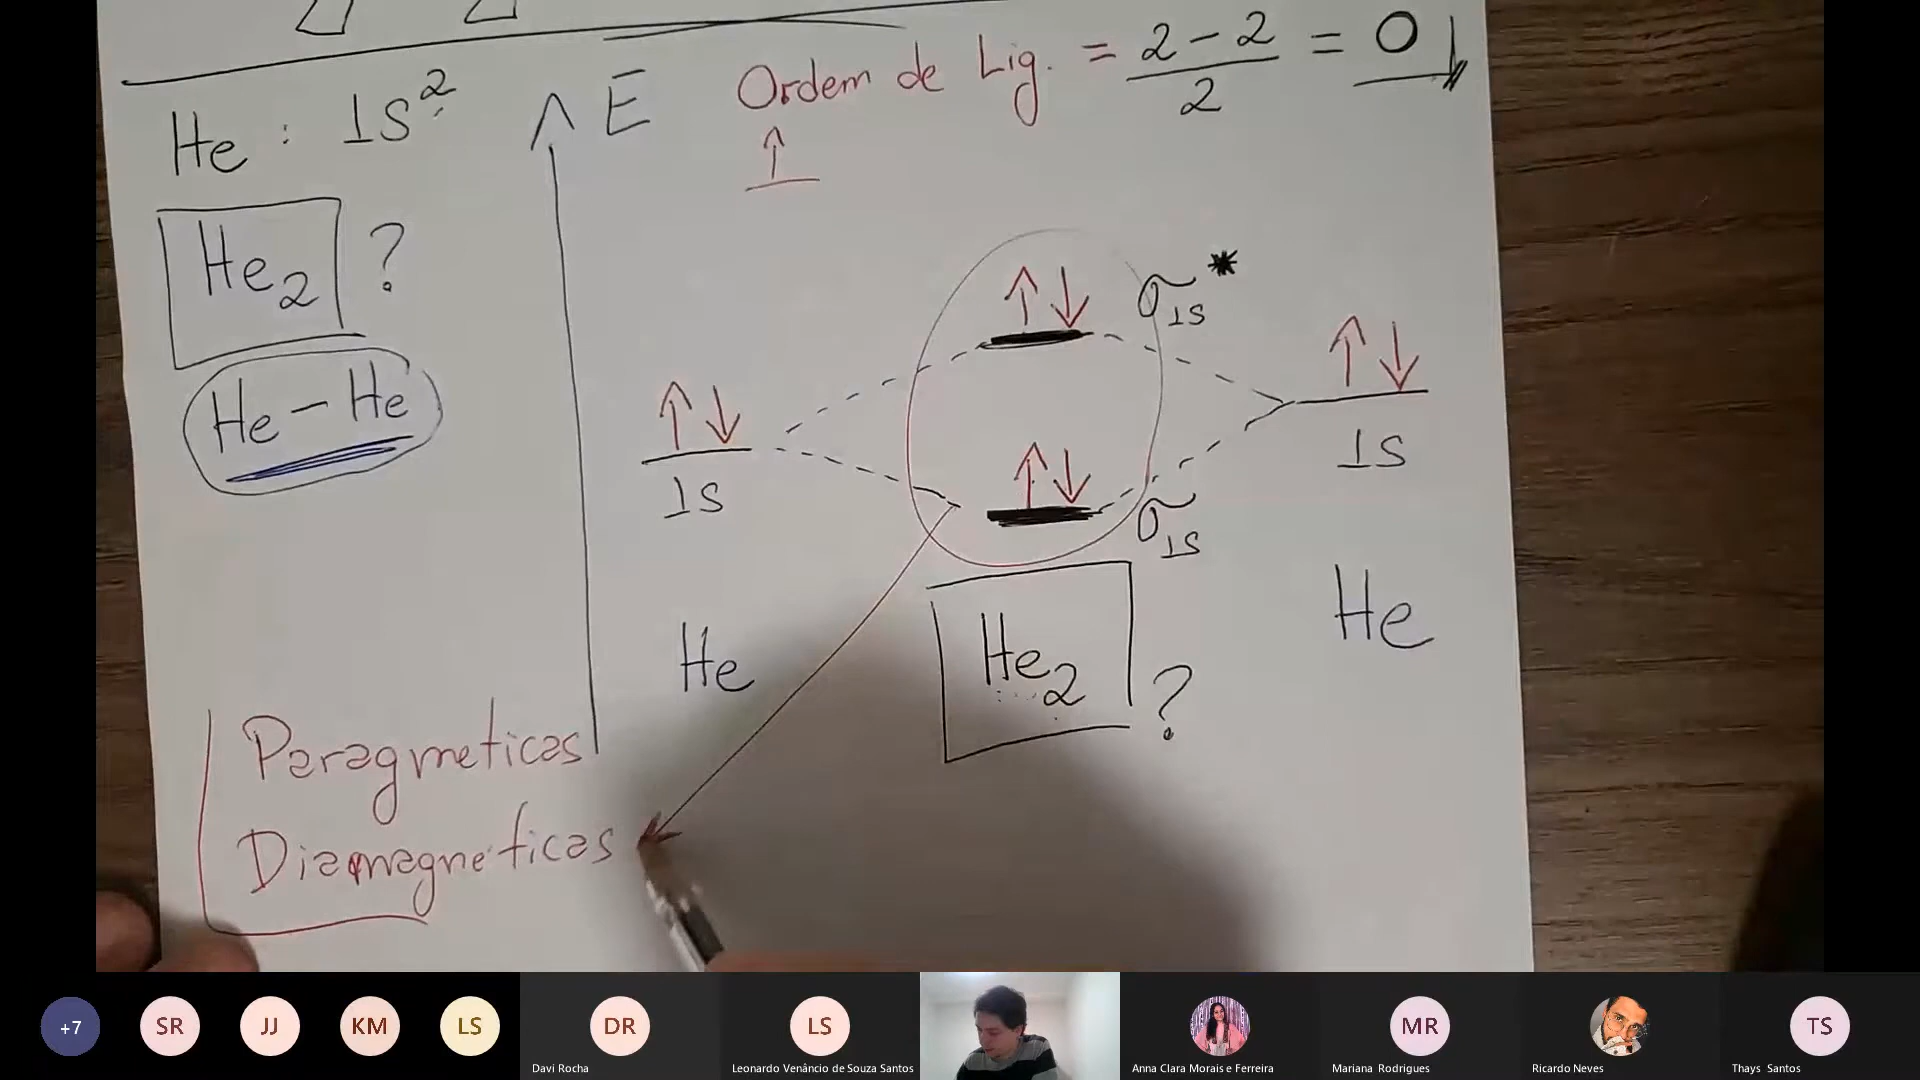 He : 1S²
E
Ordem de Lig. = 2 - 2 / 2 = 0
He₂ ?
He - He
σ1S*
1S
1S
σ1S
He
He₂ ?
He
Paragmeticas
Diamagneticas
+7
SR
JJ
KM
LS
DR
LS
MR
TS
Davi Rocha
Leonardo Venâncio de Souza Santos
Anna Clara Morais e Ferreira
Mariana Rodrigues
Ricardo Neves
Thays Santos